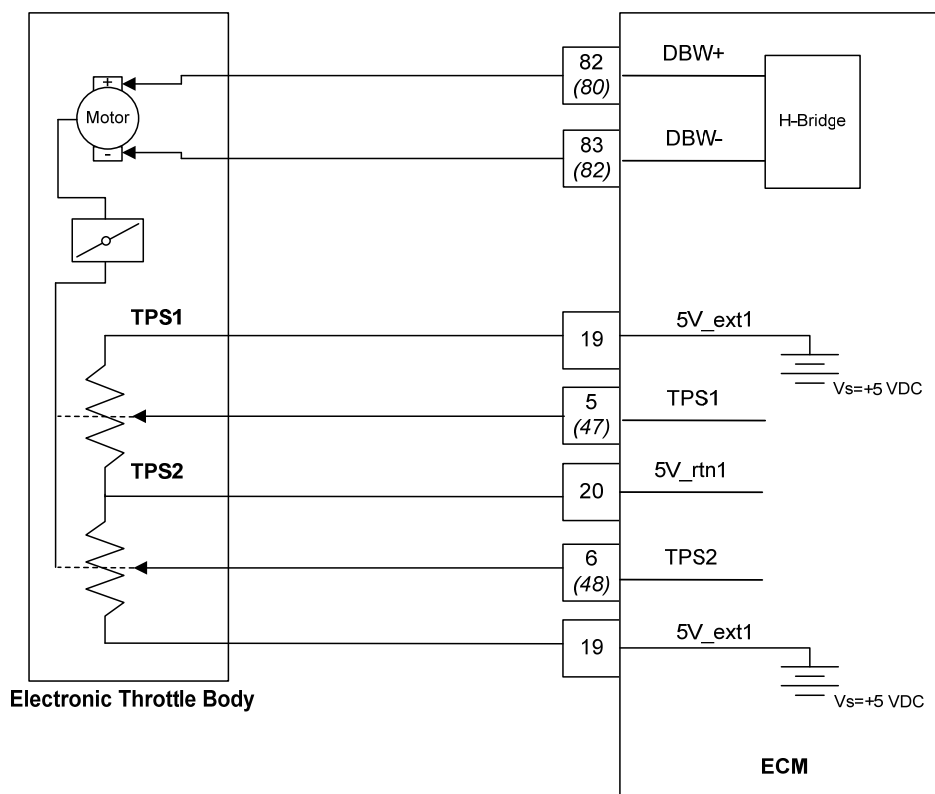 82
(80)
DBW+
+
Motor
-
H-Bridge
83
(82)
DBW-
TPS1
19
5V_ext1
Vs=+5 VDC
5
(47)
TPS1
TPS2
20
5V_rtn1
6
(48)
TPS2
19
5V_ext1
Vs=+5 VDC
Electronic Throttle Body
ECM